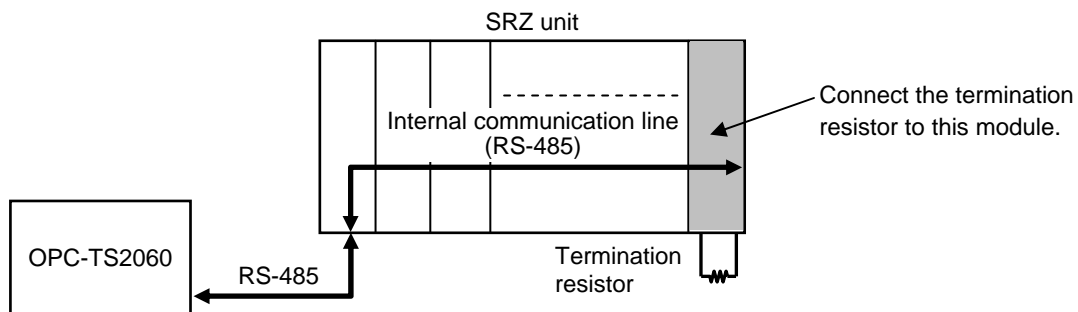 SRZ unit
Internal communication line
(RS-485)
Connect the termination
resistor to this module.
OPC-TS2060
RS-485
Termination
resistor